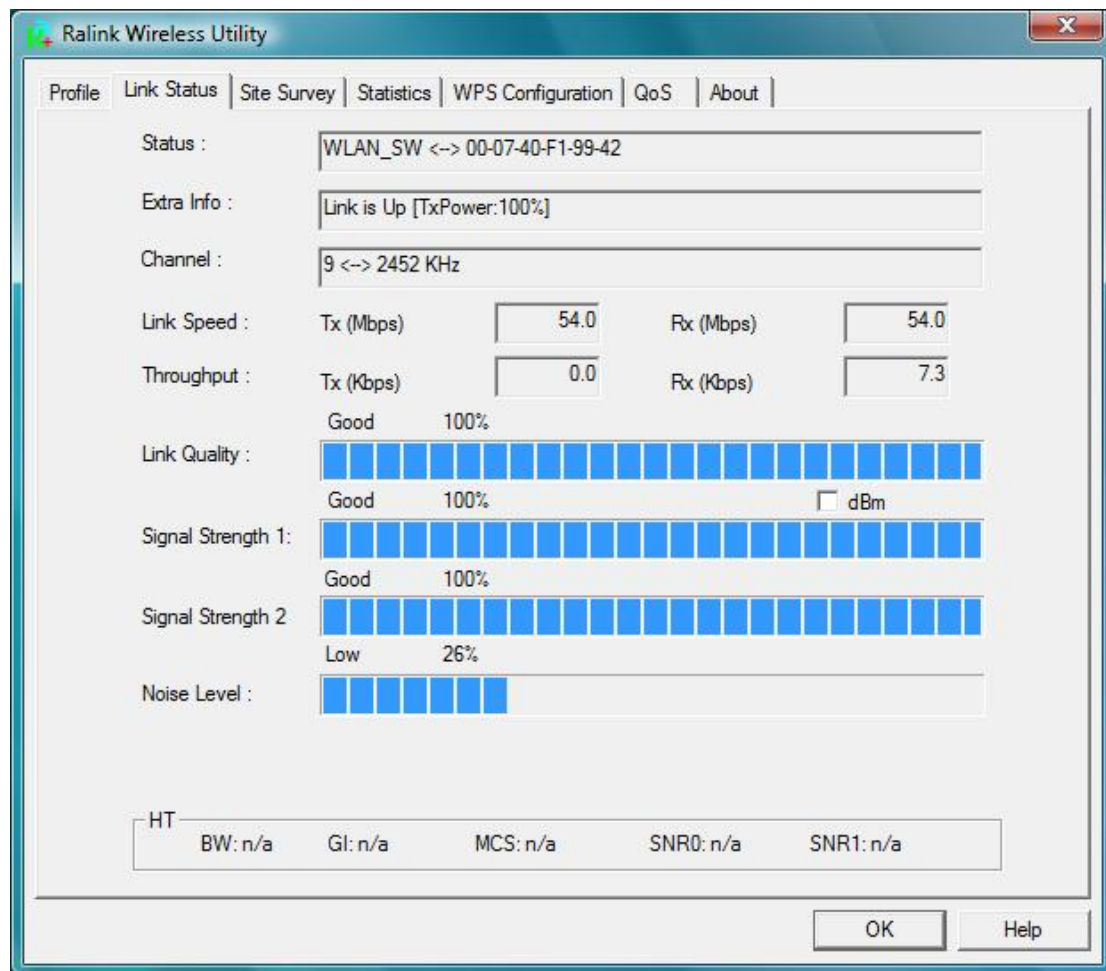 Ralink Wireless Utility
Profile Link Status Site Survey Statistics WPS Configuration QoS About
Status : WLAN_SW <--> 00-07-40-F1-99-42
Extra Info : Link is Up [TxPower:100%]
Channel : 9 <--> 2452 KHz
Link Speed : Tx (Mbps) 54.0 Rx (Mbps) 54.0
Throughput : Tx (Kbps) 0.0 Rx (Kbps) 7.3
Good 100%
Link Quality :
Good 100% dBm
Signal Strength 1:
Good 100%
Signal Strength 2
Low 26%
Noise Level :
HT
BW: n/a GI: n/a MCS: n/a SNR0: n/a SNR1: n/a
OK Help